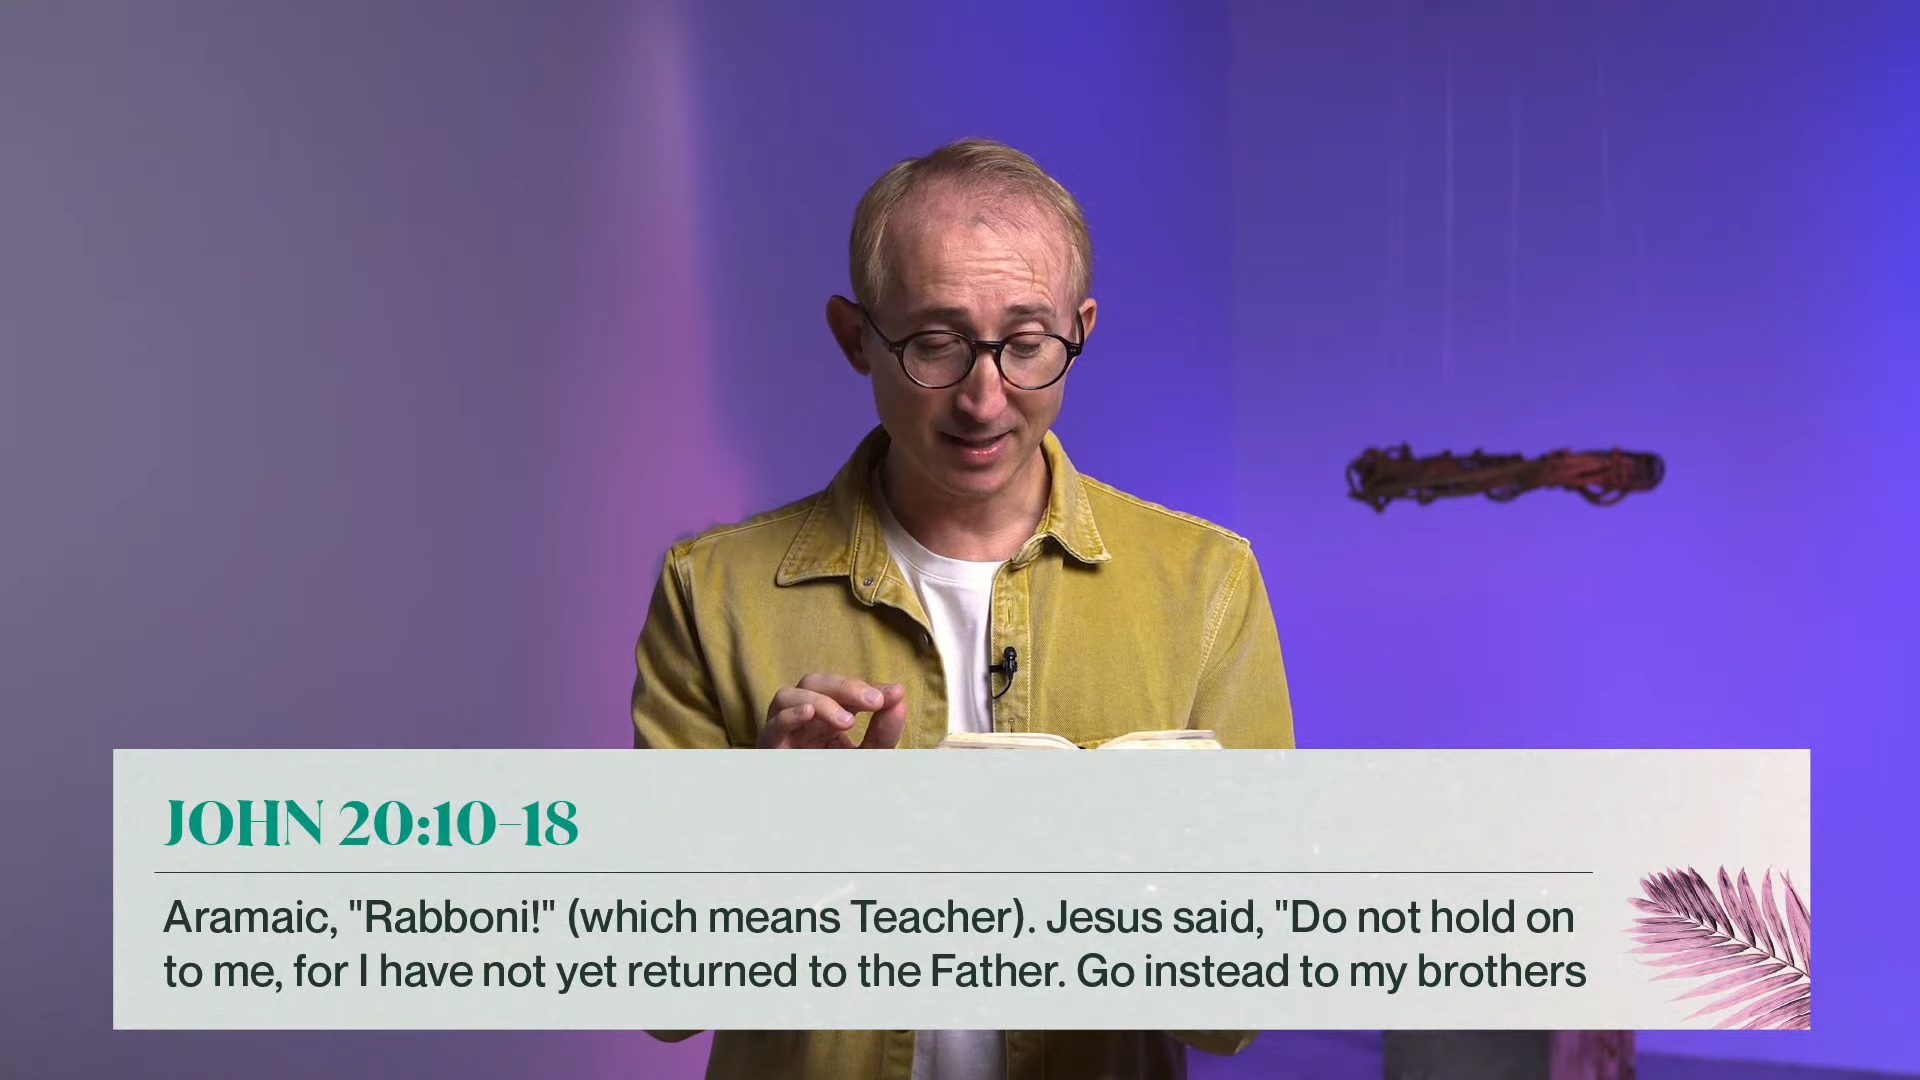 JOHN 20:10-18
Aramaic, "Rabboni!" (which means Teacher). Jesus said, "Do not hold on
to me, for I have not yet returned to the Father. Go instead to my brothers